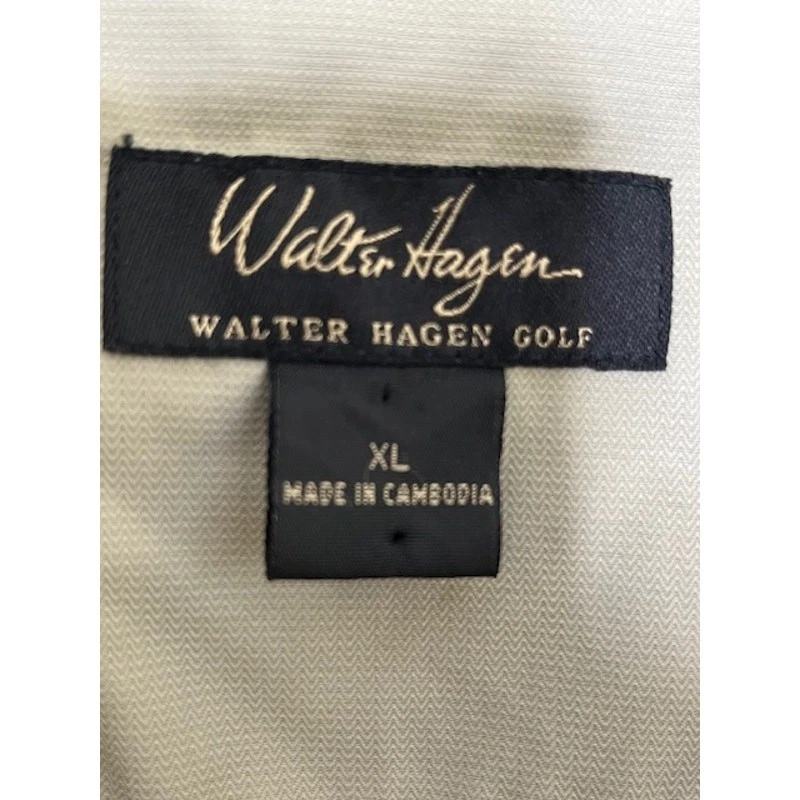 Walter Hagen
WALTER HAGEN GOLF
XL
MADE IN CAMBODIA